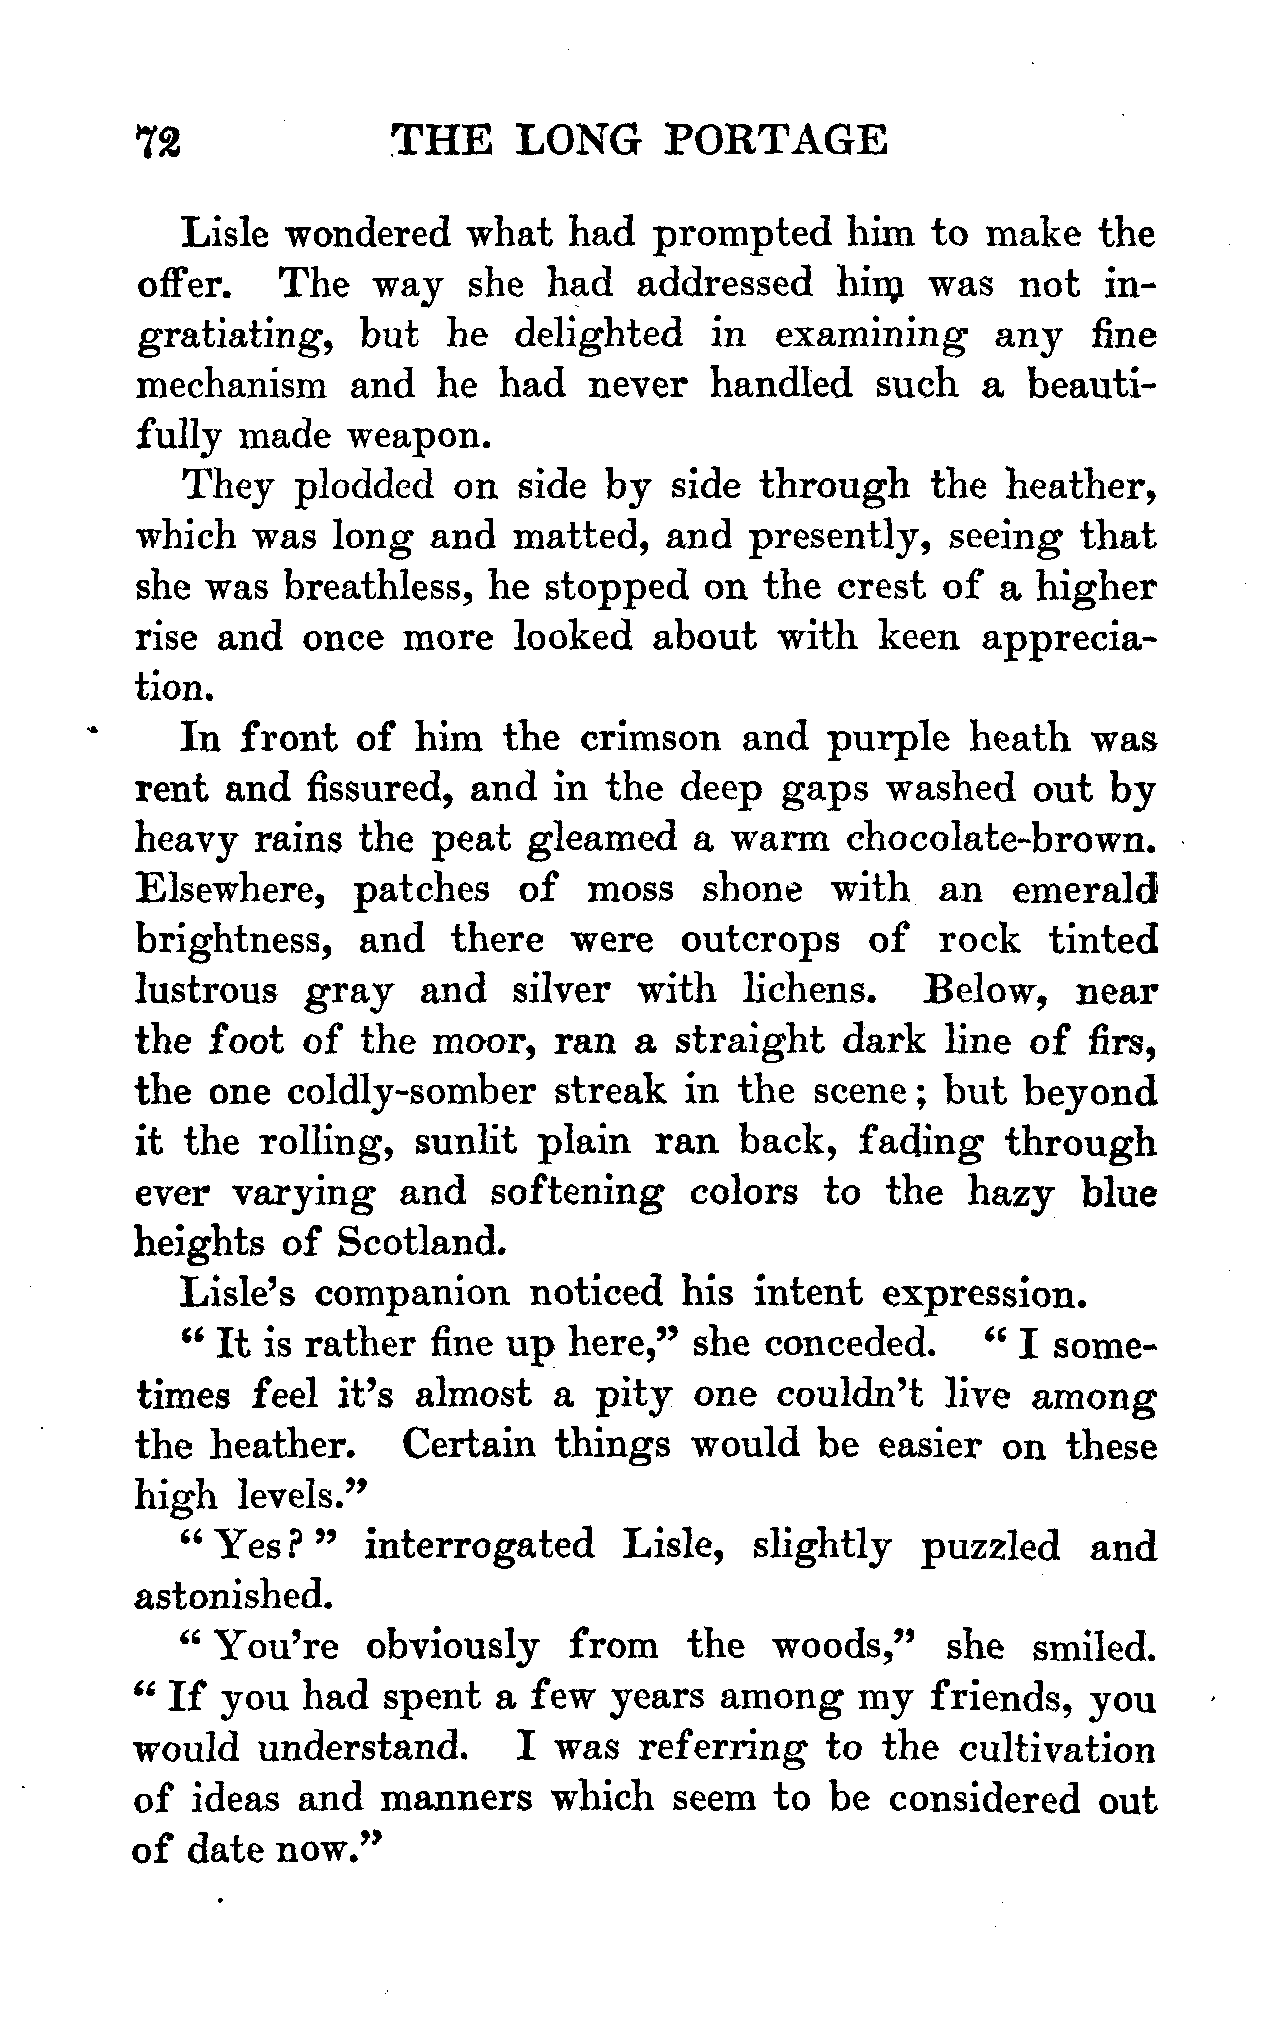 72 THE LONG PORTAGE
Lisle wondered what had prompted him to make the
offer. The way she had addressed him was not in-
gratiating, but he delighted in examining any fine
mechanism and he had never handled such a beauti-
fully made weapon.
They plodded on side by side through the heather,
which was long and matted, and presently, seeing that
she was breathless, he stopped on the crest of a higher
rise and once more looked about with keen apprecia-
tion.
In front of him the crimson and purple heath was
rent and fissured, and in the deep gaps washed out by
heavy rains the peat gleamed a warm chocolate-brown.
Elsewhere, patches of moss shone with an emerald
brightness, and there were outcrops of rock tinted
lustrous gray and silver with lichens. Below, near
the foot of the moor, ran a straight dark line of firs,
the one coldly-somber streak in the scene; but beyond
it the rolling, sunlit plain ran back, fading through
ever varying and softening colors to the hazy blue
heights of Scotland.
Lisle's companion noticed his intent expression.
"It is rather fine up here," she conceded. "I some-
times feel it's almost a pity one couldn't live among
the heather. Certain things would be easier on these
high levels."
"Yes?" interrogated Lisle, slightly puzzled and
astonished.
"You're obviously from the woods," she smiled.
"If you had spent a few years among my friends, you
would understand. I was referring to the cultivation
of ideas and manners which seem to be considered out
of date now."